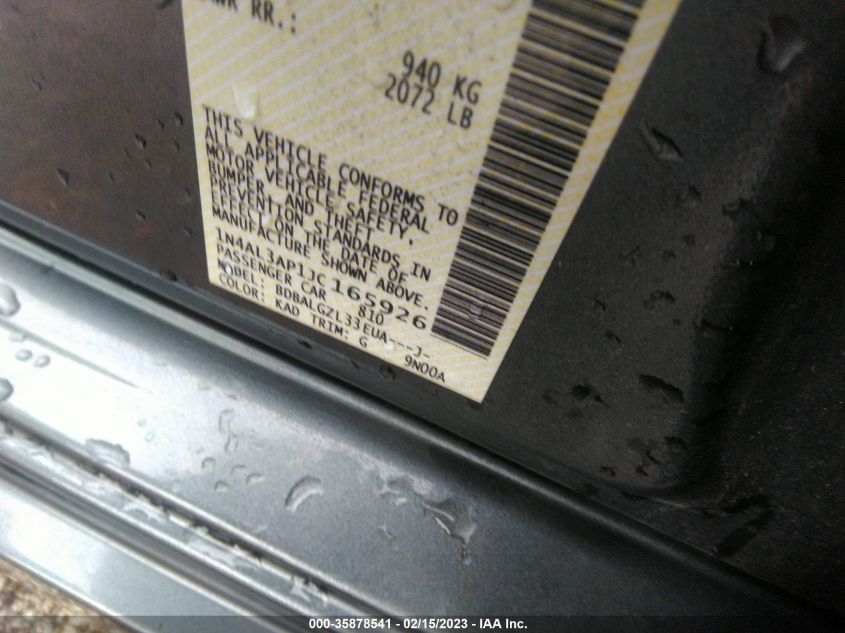 RR.:
940 KG
2072 LB
THIS VEHICLE CONFORMS TO
ALL APPLICABLE FEDERAL
MOTOR VEHICLE SAFETY,
BUMPER, AND THEFT
PREVENTION STANDARDS IN
EFFECT ON THE DATE OF
MANUFACTURE SHOWN ABOVE.
1N4AL3AP1JC165926
PASSENGER CAR 810
MODEL: BDBALGZL33EUA---J-
COLOR: KAD TRIM: G 9N00A
000-35878541 - 02/15/2023 - IAA Inc.